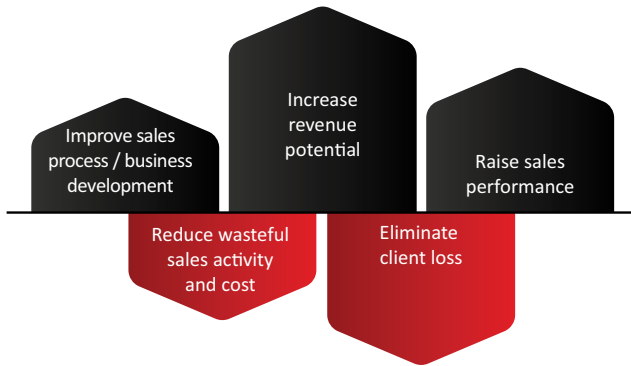 Improve sales
process / business
development
Increase
revenue
potential
Raise sales
performance
Reduce wasteful
sales activity
and cost
Eliminate
client loss